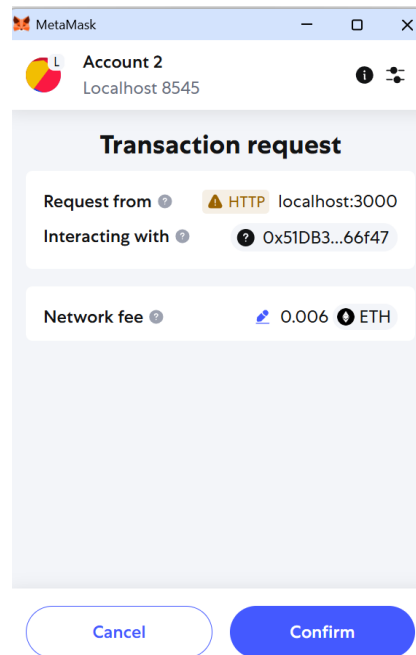 MetaMask
L
Account 2
Localhost 8545
Transaction request
Request from HTTP localhost:3000
Interacting with 0x51DB3...66f47
Network fee 0.006 ETH
Cancel Confirm